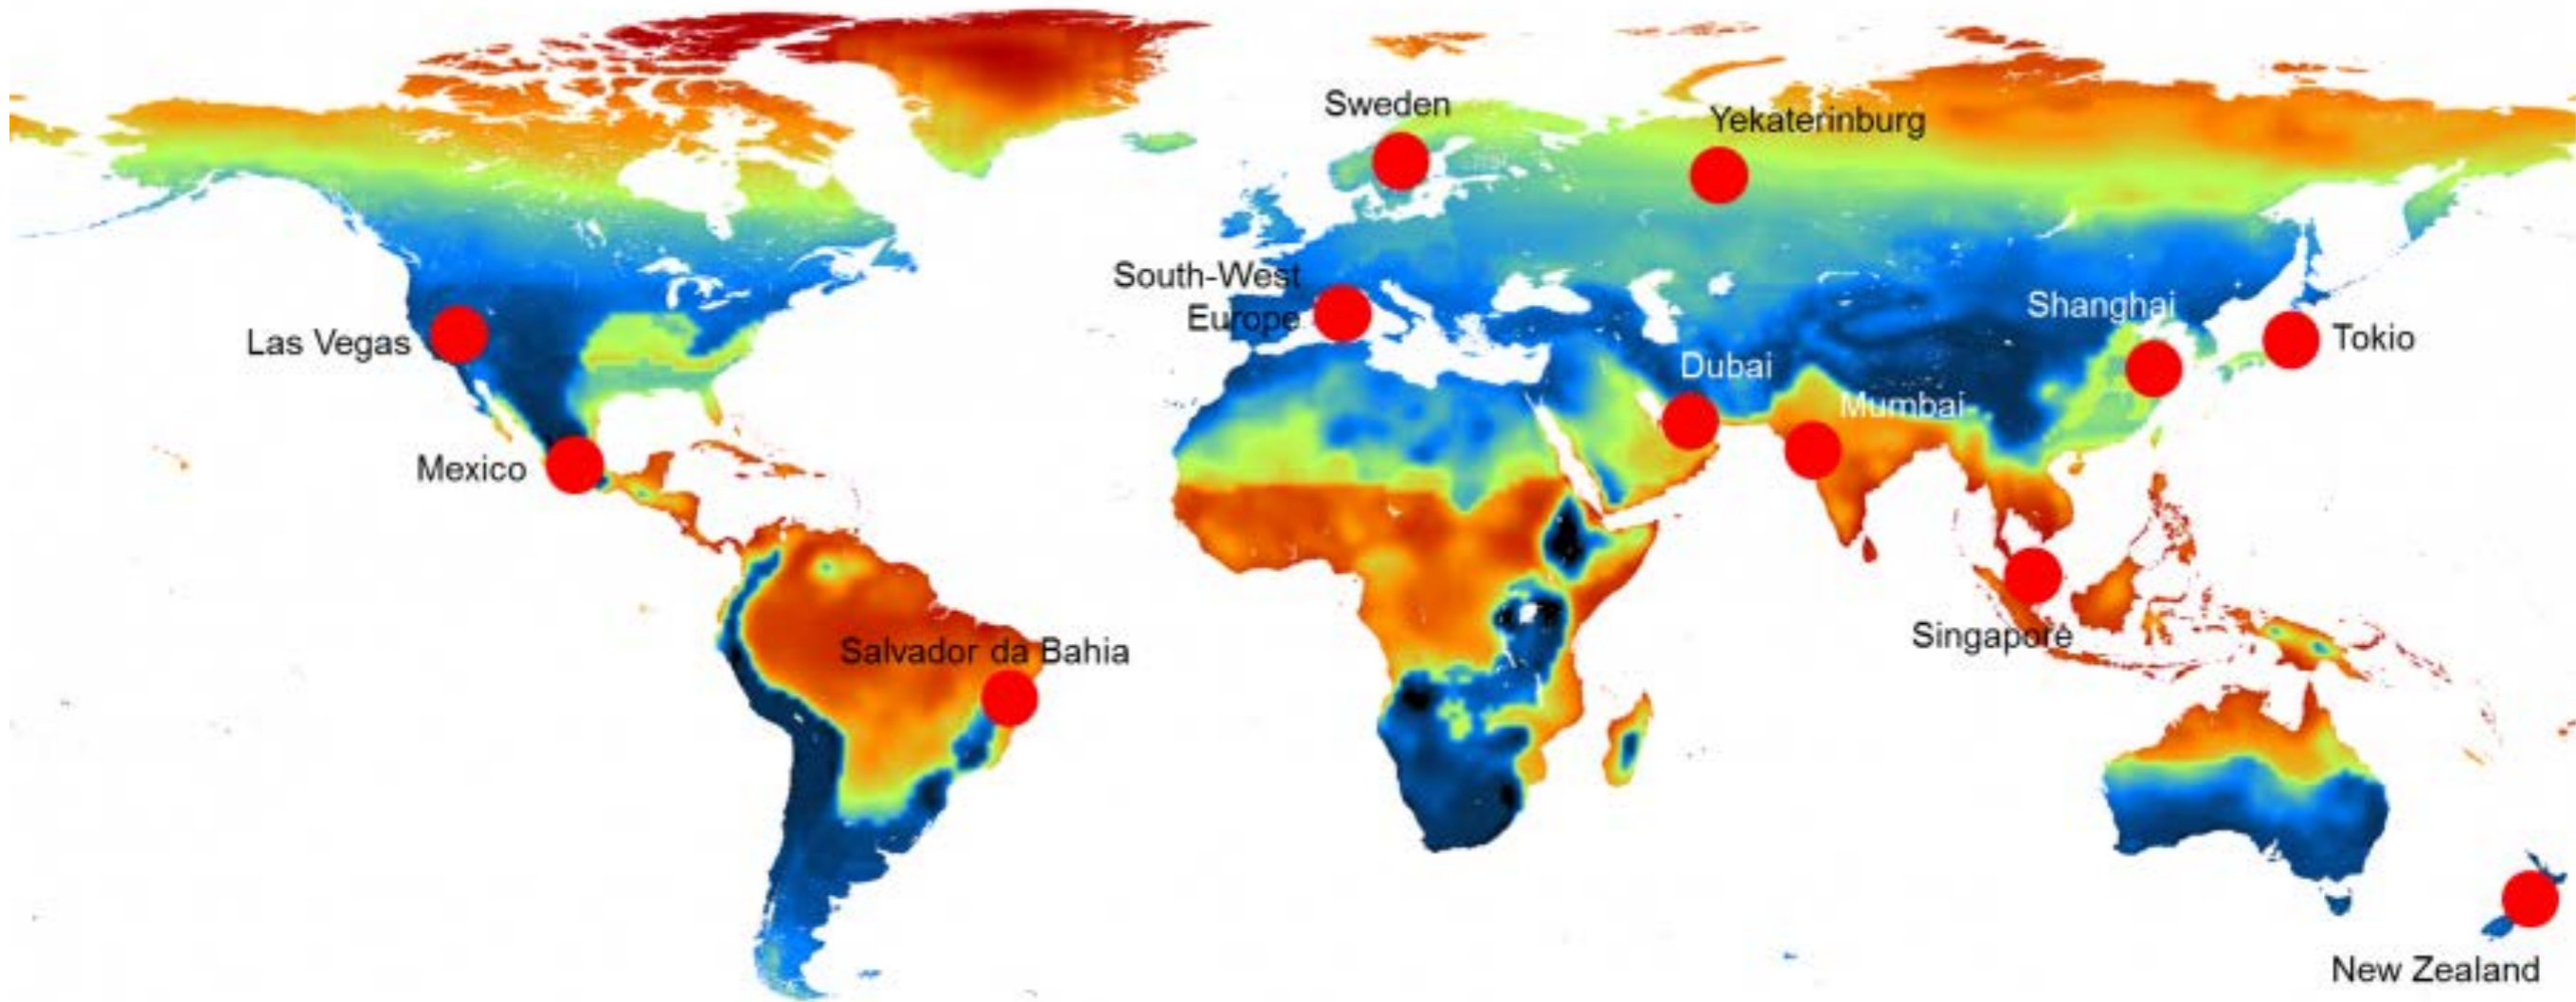 Sweden
Yekaterinburg
South-West
Europe
Shanghai
Las Vegas
Tokio
Dubai
Mumbai
Mexico
Singapore
Salvador da Bahia
New Zealand